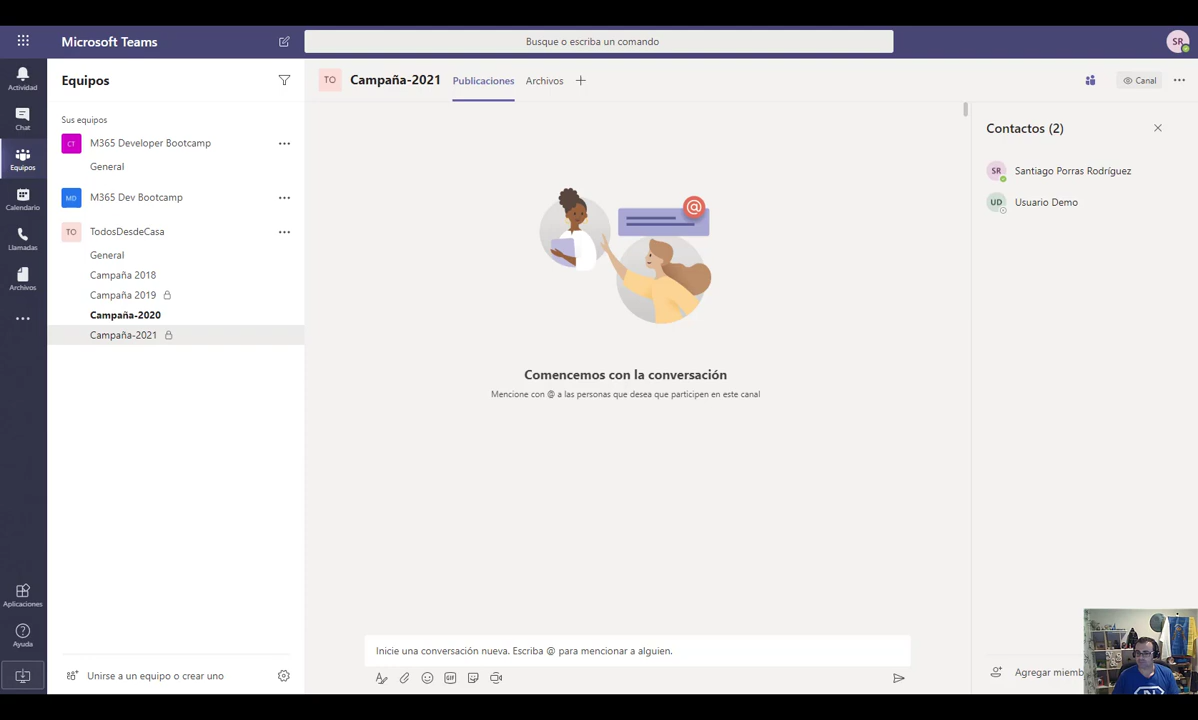 Microsoft Teams
Busque o escriba un comando
SR
Actividad
Chat
Equipos
Calendario
Llamadas
Archivos
Aplicaciones
Ayuda
Equipos
Sus equipos
CT M365 Developer Bootcamp
General
MD M365 Dev Bootcamp
TO TodosDesdeCasa
General
Campaña 2018
Campaña 2019
Campaña-2020
Campaña-2021
Unirse a un equipo o crear uno
TO Campaña-2021 Publicaciones Archivos
Canal
@
Comencemos con la conversación
Mencione con @ a las personas que desea que participen en este canal
Inicie una conversación nueva. Escriba @ para mencionar a alguien.
GIF
Contactos (2)
SR Santiago Porras Rodríguez
UD Usuario Demo
Agregar miemb